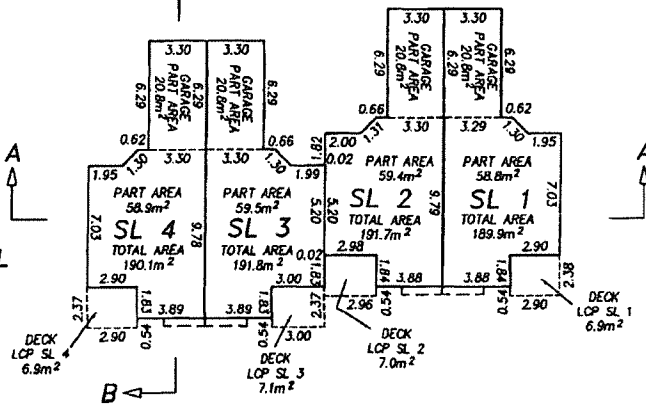 3.30
3.30
GARAGE
PART AREA
20.8m²
6.29
6.29
GARAGE
PART AREA
20.8m²
6.29
3.30
3.30
GARAGE
PART AREA
20.8m²
6.29
6.29
GARAGE
PART AREA
20.8m²
6.29
0.66
1.31
2.00
3.30
3.29
0.62
1.30
1.95
0.62
1.30
1.95
3.30
3.30
0.66
1.30
1.99
1.82
0.02
A
A
PART AREA
59.4m²
SL 2
TOTAL AREA
191.7m²
9.79
PART AREA
58.8m²
SL 1
TOTAL AREA
189.9m²
7.03
7.03
PART AREA
58.9m²
SL 4
TOTAL AREA
190.1m²
9.78
PART AREA
59.5m²
SL 3
TOTAL AREA
191.8m²
5.20
5.20
0.02
2.98
1.84
3.88
3.88
1.84
2.90
2.38
0.54
0.54
2.96
2.90
2.90
2.37
1.83
3.89
3.89
1.83
3.00
1.83
2.37
2.90
0.54
0.54
3.00
DECK
LCP SL 4
6.9m²
DECK
LCP SL 3
7.1m²
DECK
LCP SL 2
7.0m²
DECK
LCP SL 1
6.9m²
B